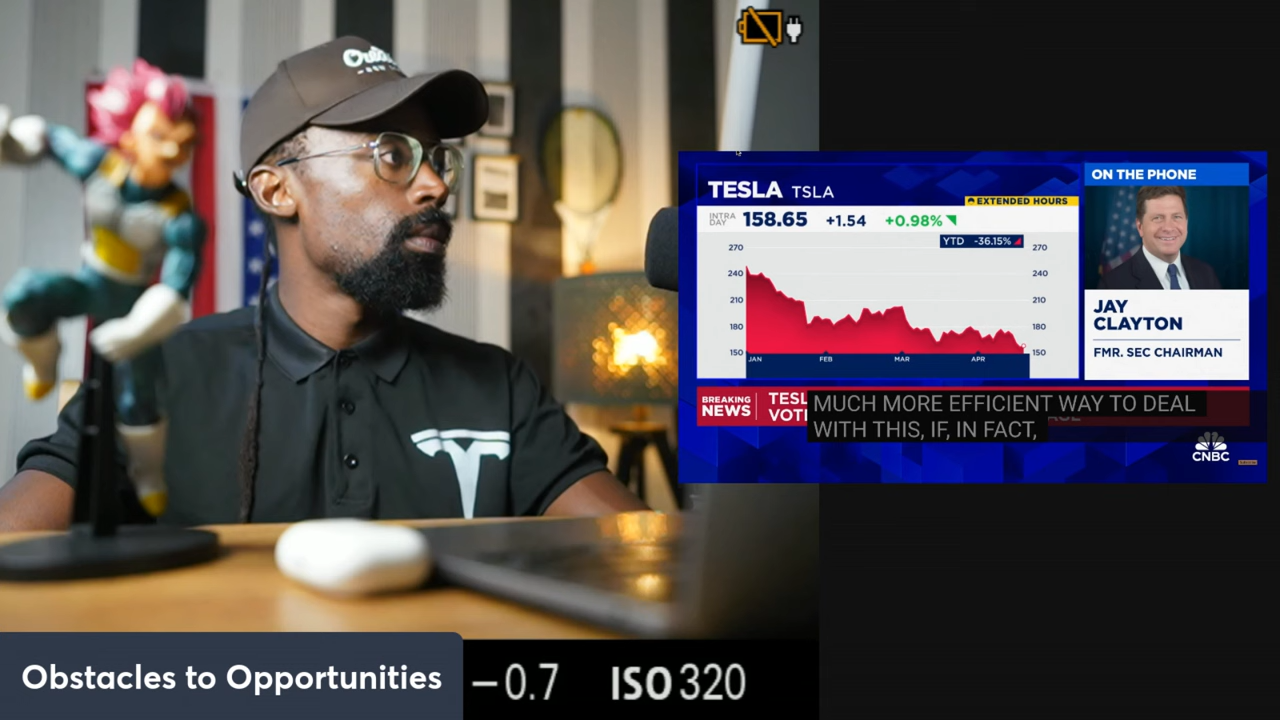 TESLA TSLA
ON THE PHONE
EXTENDED HOURS
INTRA
DAY
158.65 +1.54 +0.98%
YTD -36.15%
270 270
240 240
210 210
180 180
150 150
JAN FEB MAR APR
JAY
CLAYTON
FMR. SEC CHAIRMAN
BREAKING
NEWS
MUCH MORE EFFICIENT WAY TO DEAL
WITH THIS, IF, IN FACT,
CNBC
Obstacles to Opportunities
–0.7 ISO 320